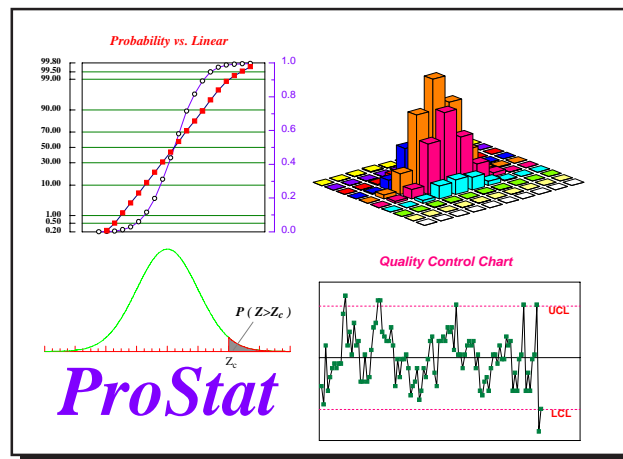 Probability vs. Linear
99.80
99.50
99.00
90.00
70.00
50.00
30.00
10.00
1.00
0.50
0.20
1.0
0.8
0.6
0.4
0.2
0.0
P ( Z>Zc )
Zc
ProStat
Quality Control Chart
UCL
LCL